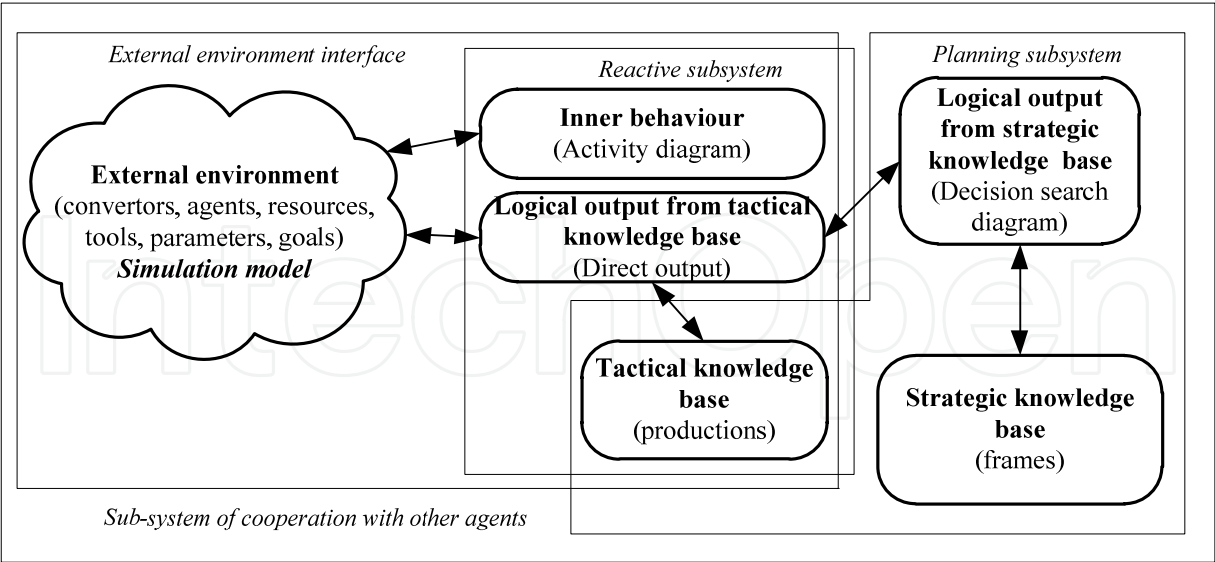 External environment interface
Reactive subsystem
Planning subsystem
External environment
(convertors, agents, resources,
tools, parameters, goals)
Simulation model
Inner behaviour
(Activity diagram)
Logical output from tactical
knowledge base
(Direct output)
Logical output
from strategic
knowledge base
(Decision search
diagram)
Tactical knowledge
base
(productions)
Strategic knowledge
base
(frames)
Sub-system of cooperation with other agents
IntechOpen